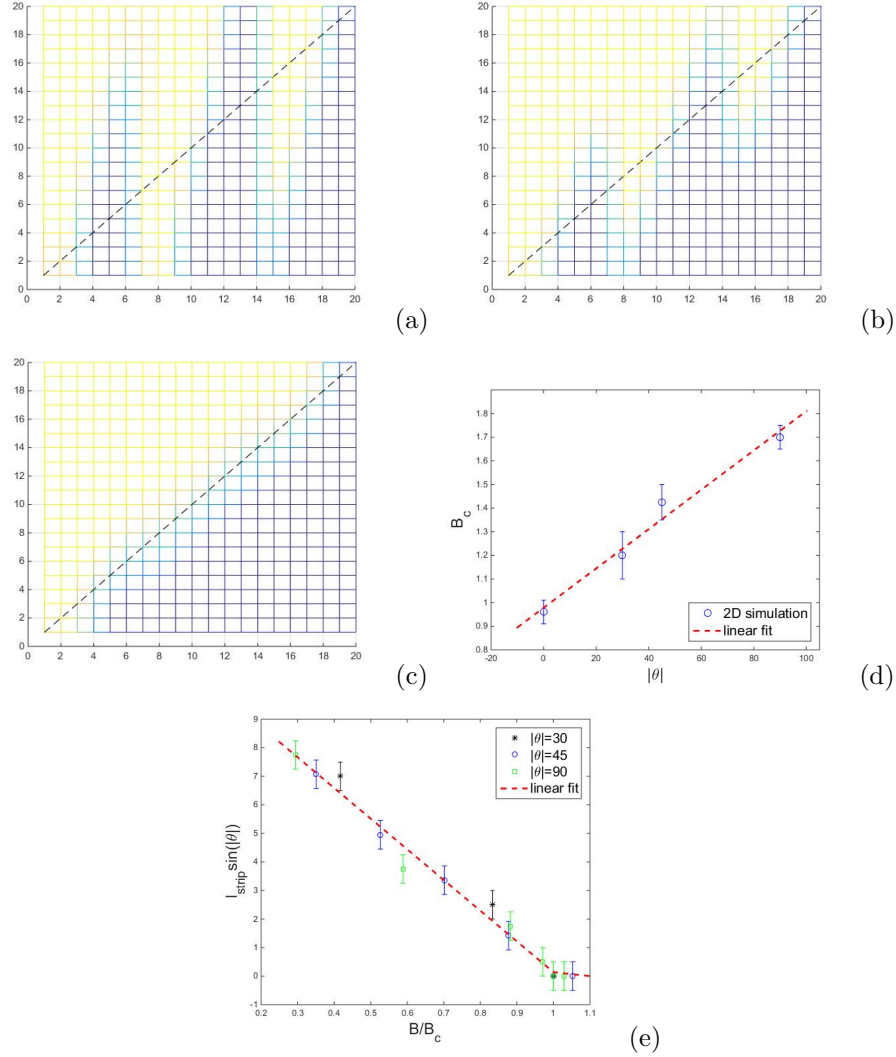 20
18
16
14
12
10
8
6
4
2
0
0 2 4 6 8 10 12 14 16 18 20
(a)
20
18
16
14
12
10
8
6
4
2
0
0 2 4 6 8 10 12 14 16 18 20
(b)
20
18
16
14
12
10
8
6
4
2
0
0 2 4 6 8 10 12 14 16 18 20
(c)
B_c
1.8
1.7
1.6
1.5
1.4
1.3
1.2
1.1
1
0.9
0.8
2D simulation
linear fit
-20 0 20 40 60 80 100
|θ|
(d)
l_strip sin(|θ|)
9
8
7
6
5
4
3
2
1
0
-1
|θ|=30
|θ|=45
|θ|=90
linear fit
0.2 0.3 0.4 0.5 0.6 0.7 0.8 0.9 1 1.1
B/B_c
(e)